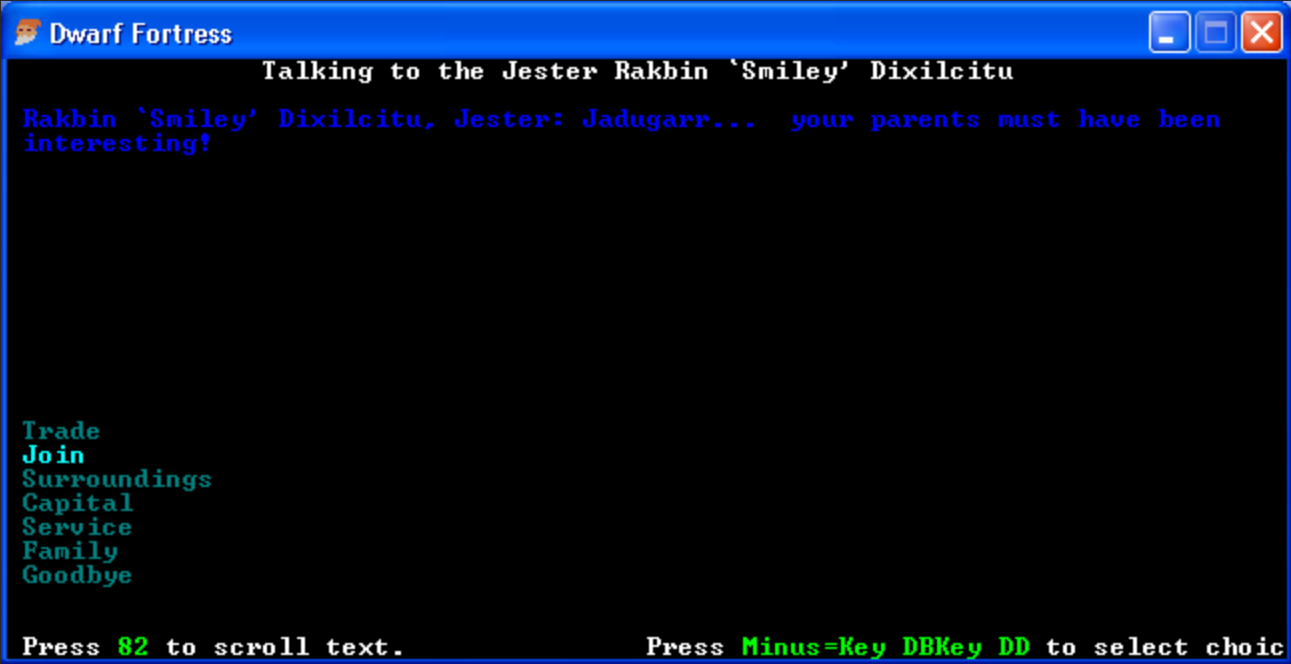 Dwarf Fortress
Talking to the Jester Rakbin `Smiley' Dixilcitu
Rakbin `Smiley' Dixilcitu, Jester: Jadugarr...  your parents must have been
interesting!
Trade
Join
Surroundings
Capital
Service
Family
Goodbye
Press 82 to scroll text. Press Minus=Key DBKey DD to select choic